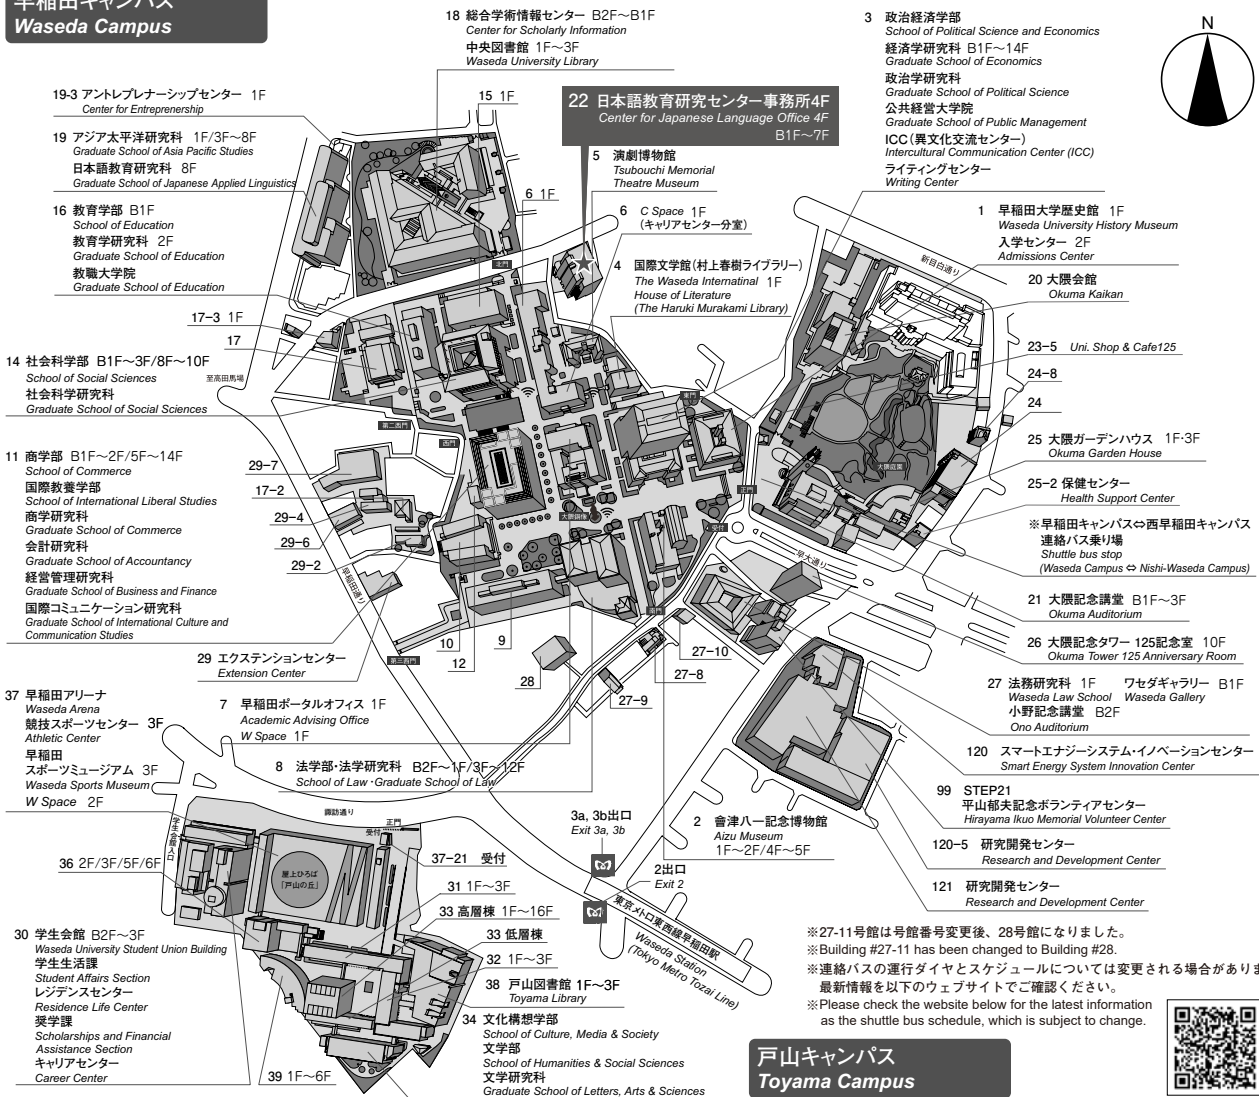 早稲田キャンパス
Waseda Campus
18 総合学術情報センター B2F～B1F
Center for Scholarly Information
中央図書館 1F～3F
Waseda University Library
3 政治経済学部
School of Political Science and Economics
経済学研究科 B1F～14F
Graduate School of Economics
政治学研究科
Graduate School of Political Science
公共経営大学院
Graduate School of Public Management
ICC(異文化交流センター)
Intercultural Communication Center (ICC)
ライティングセンター
Writing Center
N
19-3 アントレプレナーシップセンター 1F
Center for Entreprenership
15 1F
22 日本語教育研究センター事務所4F
Center for Japanese Language Office 4F
B1F～7F
19 アジア太平洋研究科 1F/3F～8F
Graduate School of Asia Pacific Studies
日本語教育研究科 8F
Graduate School of Japanese Applied Linguistics
5 演劇博物館
Tsubouchi Memorial
Theatre Museum
6 1F
6 C Space 1F
(キャリアセンター分室)
16 教育学部 B1F
School of Education
教育学研究科 2F
Graduate School of Education
教職大学院
Graduate School of Education
4 国際文学館(村上春樹ライブラリー)
The Waseda Internatinal 1F
House of Literature
(The Haruki Murakami Library)
1 早稲田大学歴史館 1F
Waseda University History Museum
入学センター 2F
Admissions Center
新目白通り
北門
20 大隈会館
Okuma Kaikan
17-3 1F
17
23-5 Uni. Shop & Cafe125
14 社会科学部 B1F～3F/8F～10F
School of Social Sciences
社会科学研究科
Graduate School of Social Sciences
至高田馬場
24-8
24
第二西門
西門
25 大隈ガーデンハウス 1F･3F
Okuma Garden House
11 商学部 B1F～2F/5F～14F
School of Commerce
国際教養学部
School of International Liberal Studies
商学研究科
Graduate School of Commerce
会計研究科
Graduate School of Accountancy
経営管理研究科
Graduate School of Business and Finance
国際コミュニケーション研究科
Graduate School of International Culture and
Communication Studies
29-7
17-2
29-4
29-6
29-2
大隈庭園
正門
大隈銅像
受付
25-2 保健センター
Health Support Center
※早稲田キャンパス⇔西早稲田キャンパス
連絡バス乗り場
Shuttle bus stop
(Waseda Campus ⇔ Nishi-Waseda Campus)
早大通り
早稲田通り
21 大隈記念講堂 B1F～3F
Okuma Auditorium
南門
10
12
9
第三西門
28
27-10
27-8
27-9
26 大隈記念タワー 125記念室 10F
Okuma Tower 125 Anniversary Room
29 エクステンションセンター
Extension Center
27 法務研究科 1F ワセダギャラリー B1F
Waseda Law School Waseda Gallery
小野記念講堂 B2F
Ono Auditorium
37 早稲田アリーナ
Waseda Arena
競技スポーツセンター 3F
Athletic Center
早稲田
スポーツミュージアム 3F
Waseda Sports Museum
W Space 2F
7 早稲田ポータルオフィス 1F
Academic Advising Office
W Space 1F
8 法学部・法学研究科 B2F～1F/3F～12F
School of Law・Graduate School of Law
120 スマートエナジーシステム・イノベーションセンター
Smart Energy System Innovation Center
99 STEP21
平山郁夫記念ボランティアセンター
Hirayama Ikuo Memorial Volunteer Center
諏訪通り
正門
受付
学生会館入口
3a, 3b出口
Exit 3a, 3b
2 會津八一記念博物館
Aizu Museum
1F～2F/4F～5F
120-5 研究開発センター
Research and Development Center
36 2F/3F/5F/6F
屋上ひろば
「戸山の丘」
37-21 受付
2出口
Exit 2
121 研究開発センター
Research and Development Center
31 1F～3F
33 高層棟 1F～16F
33 低層棟
32 1F～3F
東京メトロ東西線早稲田駅
Waseda Station
(Tokyo Metro Tozai Line)
30 学生会館 B2F～3F
Waseda University Student Union Building
学生生活課
Student Affairs Section
レジデンスセンター
Residence Life Center
奨学課
Scholarships and Financial
Assistance Section
キャリアセンター
Career Center
38 戸山図書館 1F～3F
Toyama Library
34 文化構想学部
School of Culture, Media & Society
文学部
School of Humanities & Social Sciences
文学研究科
Graduate School of Letters, Arts & Sciences
39 1F～6F
※27-11号館は号館番号変更後、28号館になりました。
※Building #27-11 has been changed to Building #28.
※連絡バスの運行ダイヤとスケジュールについては変更される場合がありま
最新情報を以下のウェブサイトでご確認ください。
※Please check the website below for the latest information
as the shuttle bus schedule, which is subject to change.
戸山キャンパス
Toyama Campus